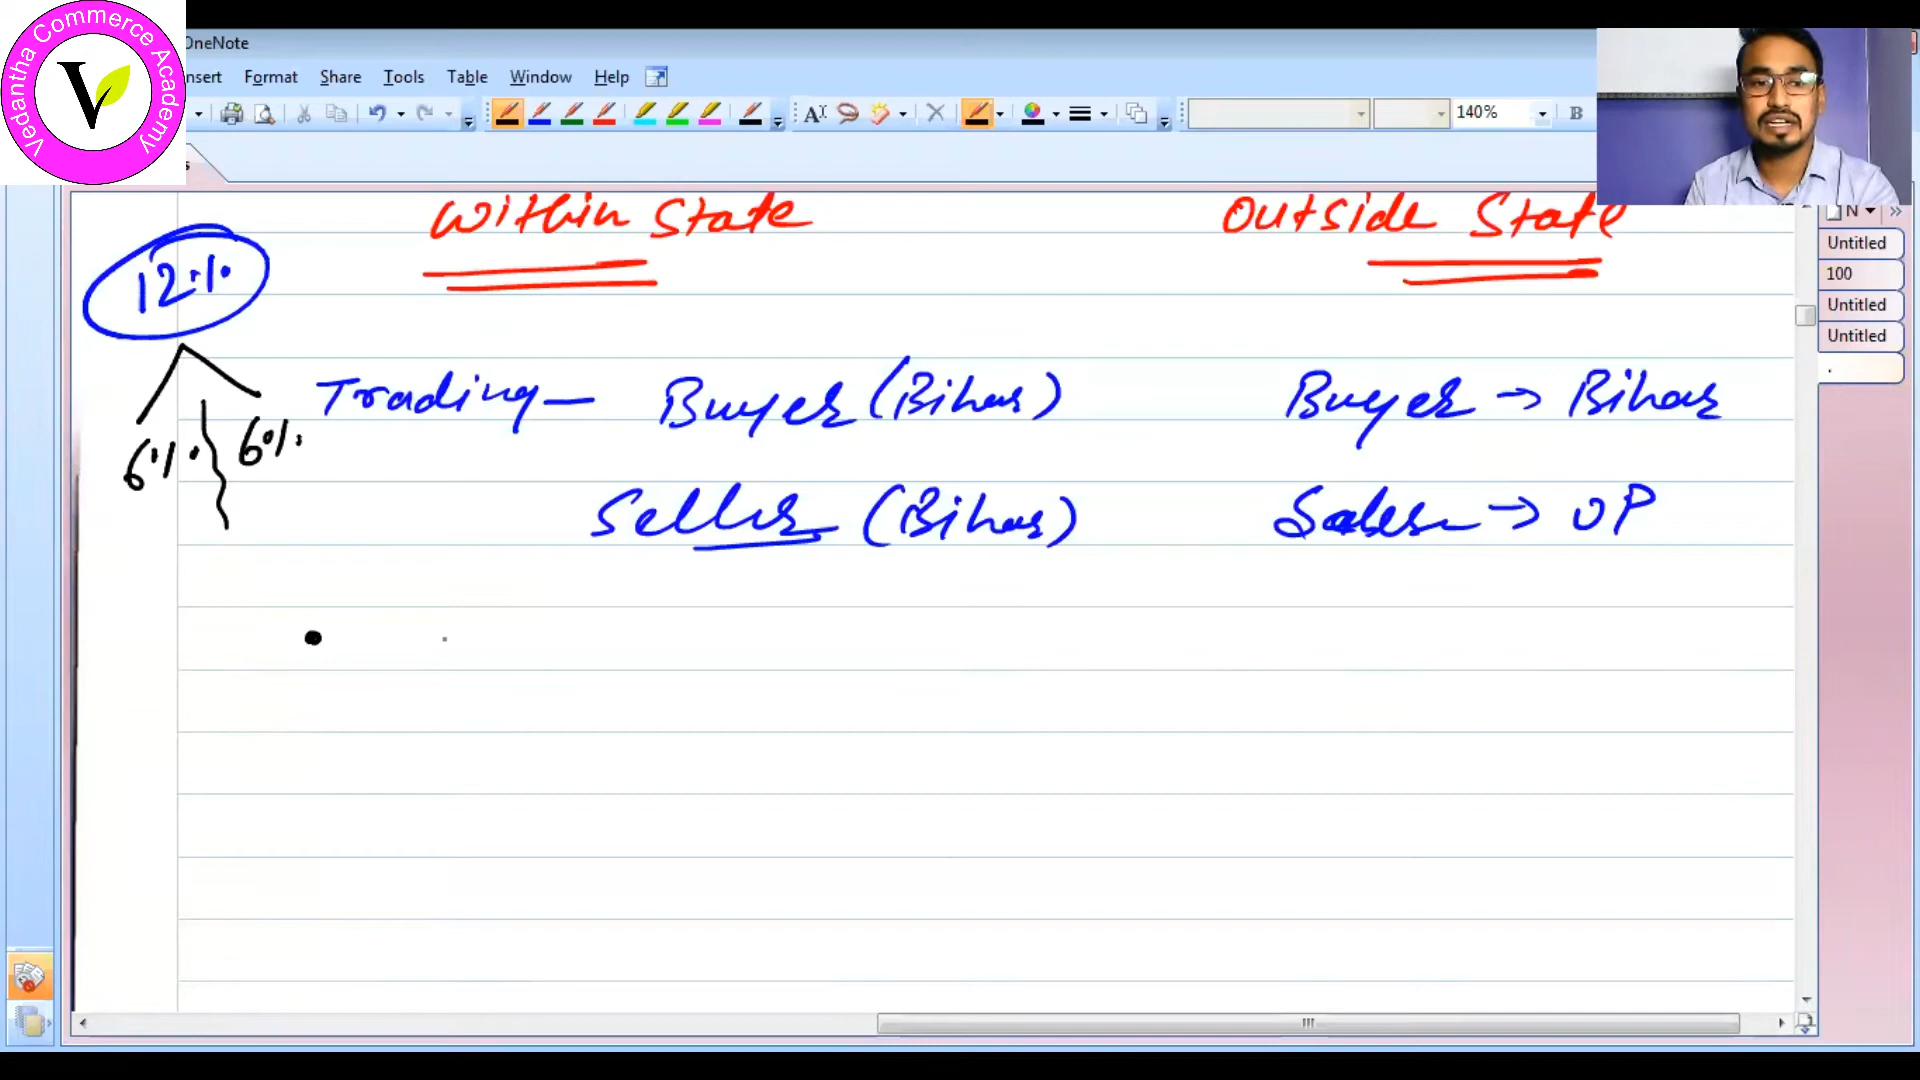 Vedantha Commerce Academy
V
OneNote
nsert Format Share Tools Table Window Help
140% B
s
N
Untitled
100
Untitled
Untitled
.
Within State Outside State
12%
Trading - Buyer (Bihar) Buyer → Bihar
6% 6%
Seller (Bihar) Saler → UP